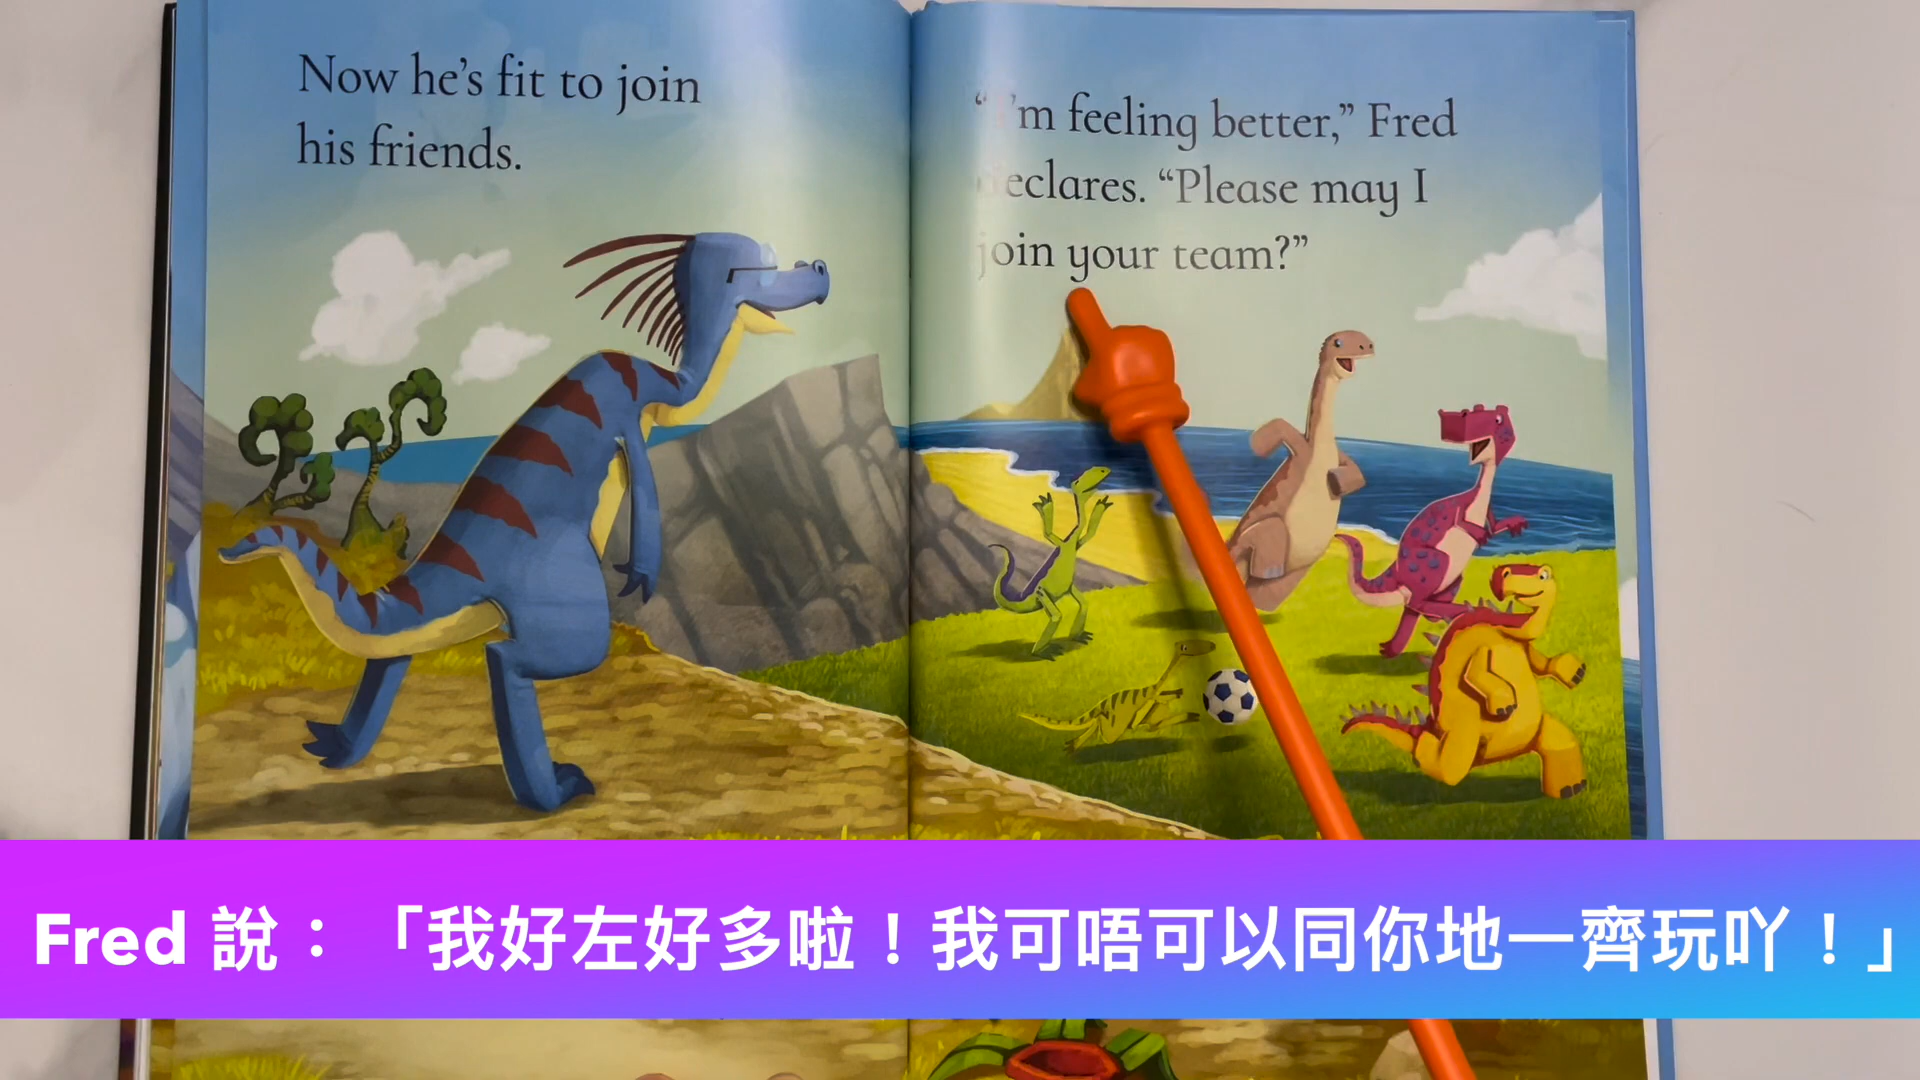 Now he's fit to join
his friends.
“I'm feeling better,” Fred
declares. “Please may I
join your team?”
Fred 說：「我好左好多啦！我可唔可以同你地一齊玩吖！」